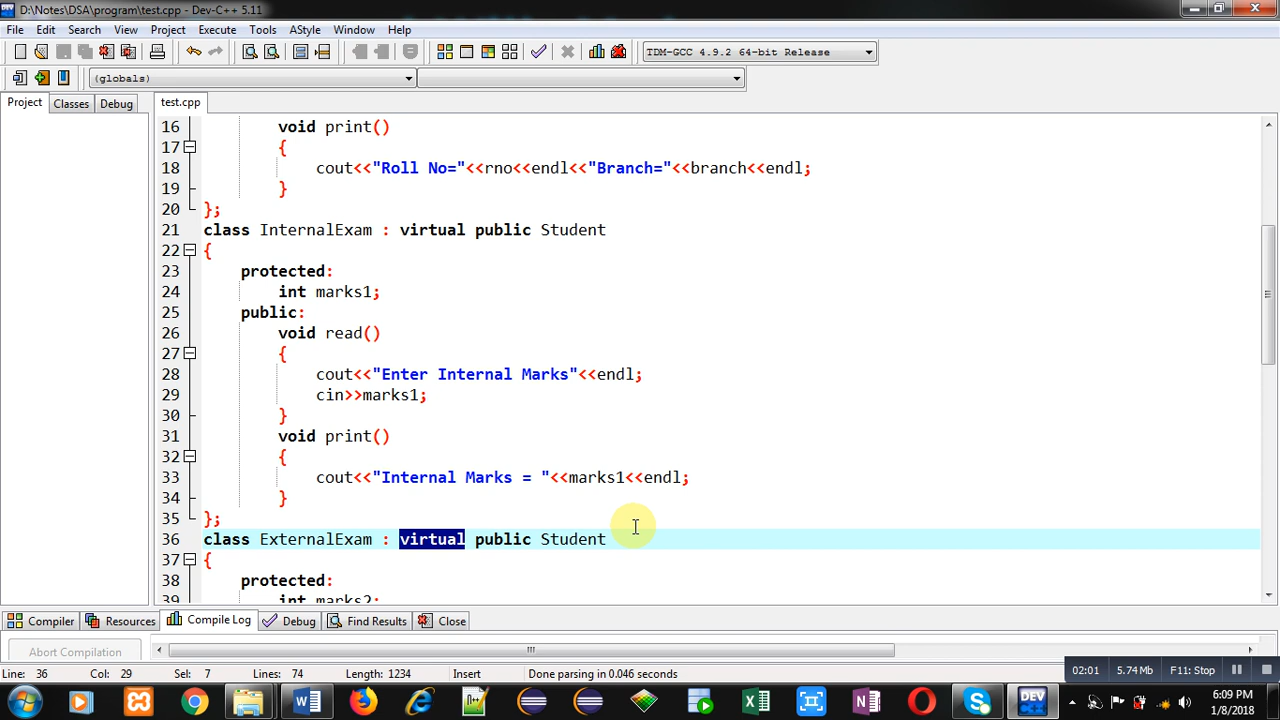 D:\Notes\DSA\program\test.cpp - Dev-C++ 5.11
File Edit Search View Project Execute Tools AStyle Window Help
TDM-GCC 4.9.2 64-bit Release
(globals)
Project Classes Debug test.cpp
16 void print()
17 {
18 cout<<"Roll No="<<rno<<endl<<"Branch="<<branch<<endl;
19 }
20 };
21 class InternalExam : virtual public Student
22 {
23 protected:
24 int marks1;
25 public:
26 void read()
27 {
28 cout<<"Enter Internal Marks"<<endl;
29 cin>>marks1;
30 }
31 void print()
32 {
33 cout<<"Internal Marks = "<<marks1<<endl;
34 }
35 };
36 class ExternalExam : virtual public Student
37 {
38 protected:
39 int marks2;
Compiler Resources Compile Log Debug Find Results Close
Abort Compilation
Line: 36 Col: 29 Sel: 7 Lines: 74 Length: 1234 Insert Done parsing in 0.046 seconds
02:01 5.74 Mb F11: Stop
DEV
6:09 PM
1/8/2018